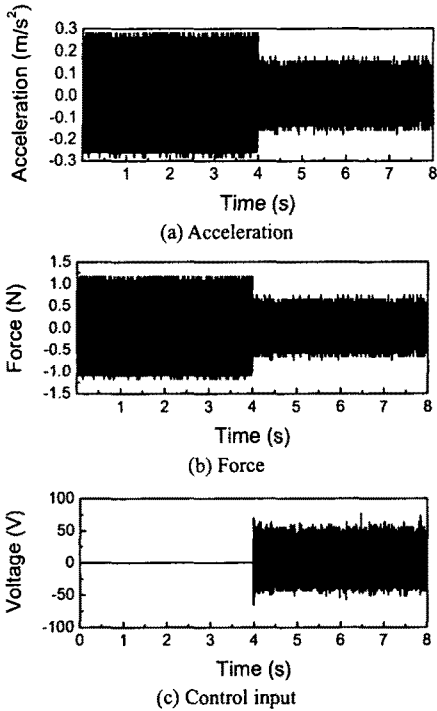 Acceleration (m/s²)
0.3
0.2
0.1
0.0
-0.1
-0.2
-0.3
1 2 3 4 5 6 7 8
Time (s)
(a) Acceleration
Force (N)
1.5
1.0
0.5
0.0
-0.5
-1.0
-1.5
1 2 3 4 5 6 7 8
Time (s)
(b) Force
Voltage (V)
100
50
0
-50
-100
0 1 2 3 4 5 6 7 8
Time (s)
(c) Control input